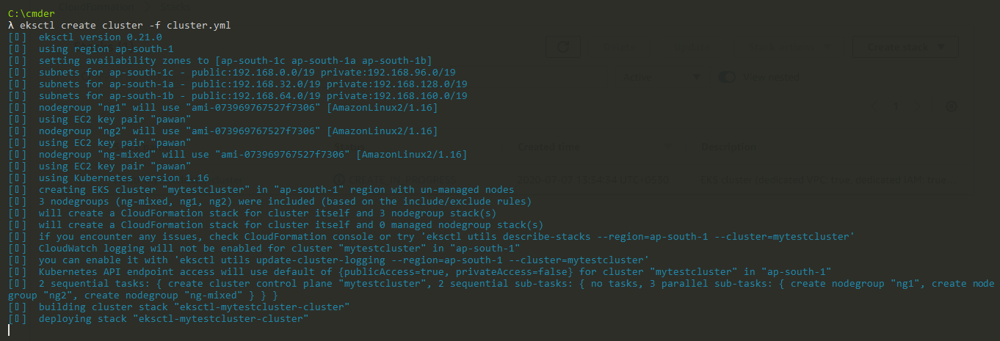 CloudFormation > Stacks
C:\cmder
λ eksctl create cluster -f cluster.yml
[▯]  eksctl version 0.21.0
[▯]  using region ap-south-1
[▯]  setting availability zones to [ap-south-1c ap-south-1a ap-south-1b]
[▯]  subnets for ap-south-1c - public:192.168.0.0/19 private:192.168.96.0/19
[▯]  subnets for ap-south-1a - public:192.168.32.0/19 private:192.168.128.0/19
[▯]  subnets for ap-south-1b - public:192.168.64.0/19 private:192.168.160.0/19
[▯]  nodegroup "ng1" will use "ami-073969767527f7306" [AmazonLinux2/1.16]
[▯]  using EC2 key pair "pawan"
[▯]  nodegroup "ng2" will use "ami-073969767527f7306" [AmazonLinux2/1.16]
[▯]  using EC2 key pair "pawan"
[▯]  nodegroup "ng-mixed" will use "ami-073969767527f7306" [AmazonLinux2/1.16]
[▯]  using EC2 key pair "pawan"
[▯]  using Kubernetes version 1.16
[▯]  creating EKS cluster "mytestcluster" in "ap-south-1" region with un-managed nodes
[▯]  3 nodegroups (ng-mixed, ng1, ng2) were included (based on the include/exclude rules)
[▯]  will create a CloudFormation stack for cluster itself and 3 nodegroup stack(s)
[▯]  will create a CloudFormation stack for cluster itself and 0 managed nodegroup stack(s)
[▯]  if you encounter any issues, check CloudFormation console or try 'eksctl utils describe-stacks --region=ap-south-1 --cluster=mytestcluster'
[▯]  CloudWatch logging will not be enabled for cluster "mytestcluster" in "ap-south-1"
[▯]  you can enable it with 'eksctl utils update-cluster-logging --region=ap-south-1 --cluster=mytestcluster'
[▯]  Kubernetes API endpoint access will use default of {publicAccess=true, privateAccess=false} for cluster "mytestcluster" in "ap-south-1"
[▯]  2 sequential tasks: { create cluster control plane "mytestcluster", 2 sequential sub-tasks: { no tasks, 3 parallel sub-tasks: { create nodegroup "ng1", create node
group "ng2", create nodegroup "ng-mixed" } } }
[▯]  building cluster stack "eksctl-mytestcluster-cluster"
[▯]  deploying stack "eksctl-mytestcluster-cluster"
Create stack
Active
View nested
Created time
Description